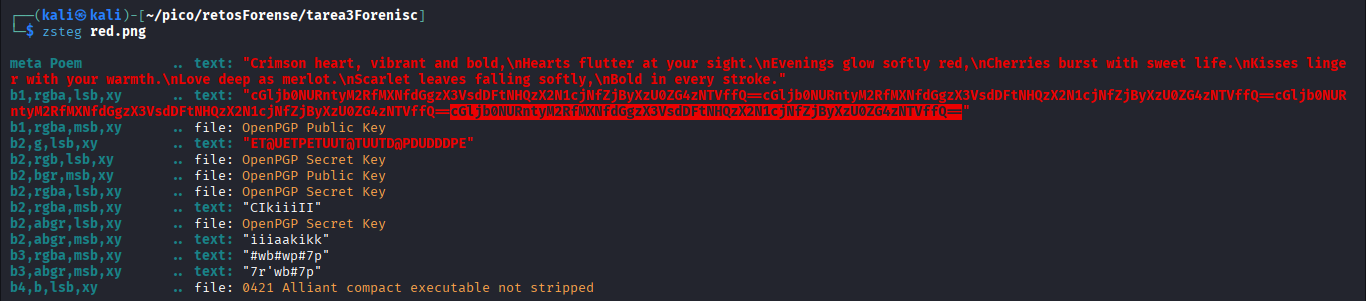 ┌──(kali㉿kali)-[~/pico/retosForense/tarea3Forenisc]
└─$ zsteg red.png
meta Poem .. text: "Crimson heart, vibrant and bold,\nHearts flutter at your sight.\nEvenings glow softly red,\nCherries burst with sweet life.\nKisses linge
r with your warmth.\nLove deep as merlot.\nScarlet leaves falling softly,\nBold in every stroke."
b1,rgba,lsb,xy .. text: "cGljb0NURntyM2RfMXNfdGgzX3VsdDFtNHQzX2N1cjNfZjByXzU0ZG4zNTVffQ==cGljb0NURntyM2RfMXNfdGgzX3VsdDFtNHQzX2N1cjNfZjByXzU0ZG4zNTVffQ==cGljb0NUR
ntyM2RfMXNfdGgzX3VsdDFtNHQzX2N1cjNfZjByXzU0ZG4zNTVffQ==cGljb0NURntyM2RfMXNfdGgzX3VsdDFtNHQzX2N1cjNfZjByXzU0ZG4zNTVffQ=="
b1,rgba,msb,xy .. file: OpenPGP Public Key
b2,g,lsb,xy .. text: "ET@UETPETUUT@TUUTD@PDUDDDPE"
b2,rgb,lsb,xy .. file: OpenPGP Secret Key
b2,bgr,msb,xy .. file: OpenPGP Public Key
b2,rgba,lsb,xy .. file: OpenPGP Secret Key
b2,rgba,msb,xy .. text: "CIkiiiII"
b2,abgr,lsb,xy .. file: OpenPGP Secret Key
b2,abgr,msb,xy .. text: "iiiaakikk"
b3,rgba,msb,xy .. text: "#wb#wp#7p"
b3,abgr,msb,xy .. text: "7r'wb#7p"
b4,b,lsb,xy .. file: 0421 Alliant compact executable not stripped